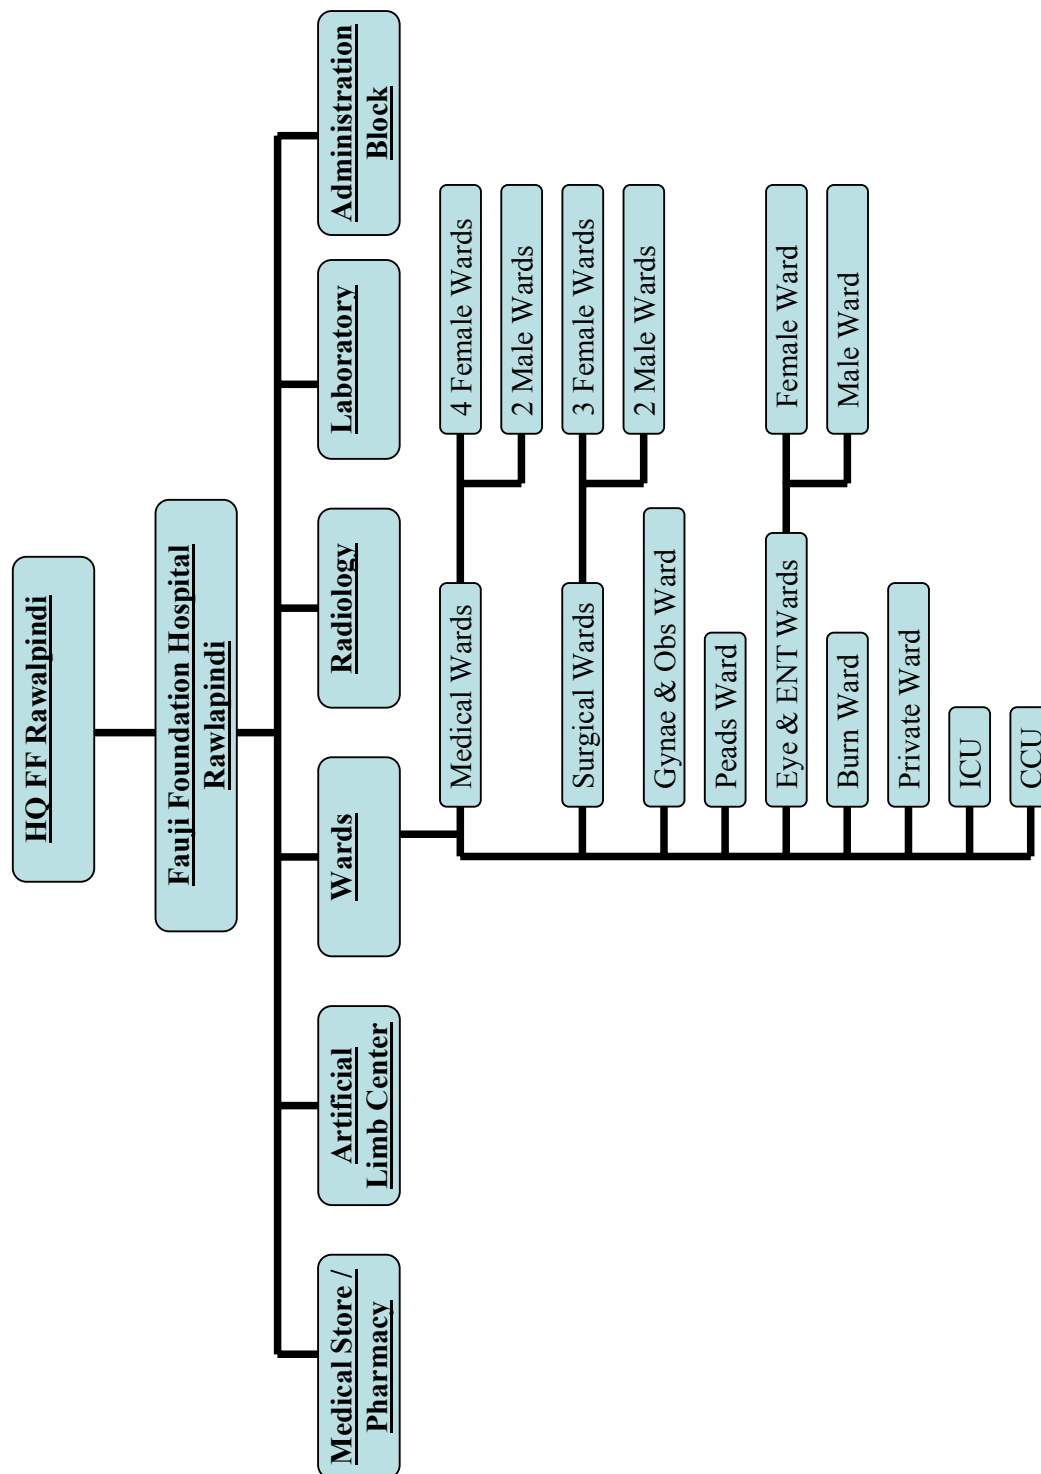 HQ FF Rawalpindi
Fauji Foundation Hospital
Rawlapindi
Medical Store /
Pharmacy
Artificial
Limb Center
Wards
Radiology
Laboratory
Administration
Block
Medical Wards
4 Female Wards
2 Male Wards
Surgical Wards
3 Female Wards
2 Male Wards
Gynae & Obs Ward
Peads Ward
Eye & ENT Wards
Female Ward
Male Ward
Burn Ward
Private Ward
ICU
CCU